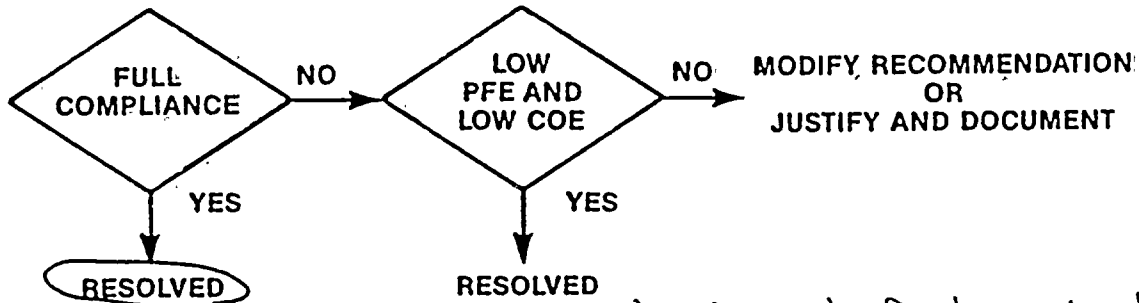 FULL
COMPLIANCE
NO
LOW
PFE AND
LOW COE
NO
MODIFY RECOMMENDATION
OR
JUSTIFY AND DOCUMENT
YES
YES
RESOLVED
RESOLVED